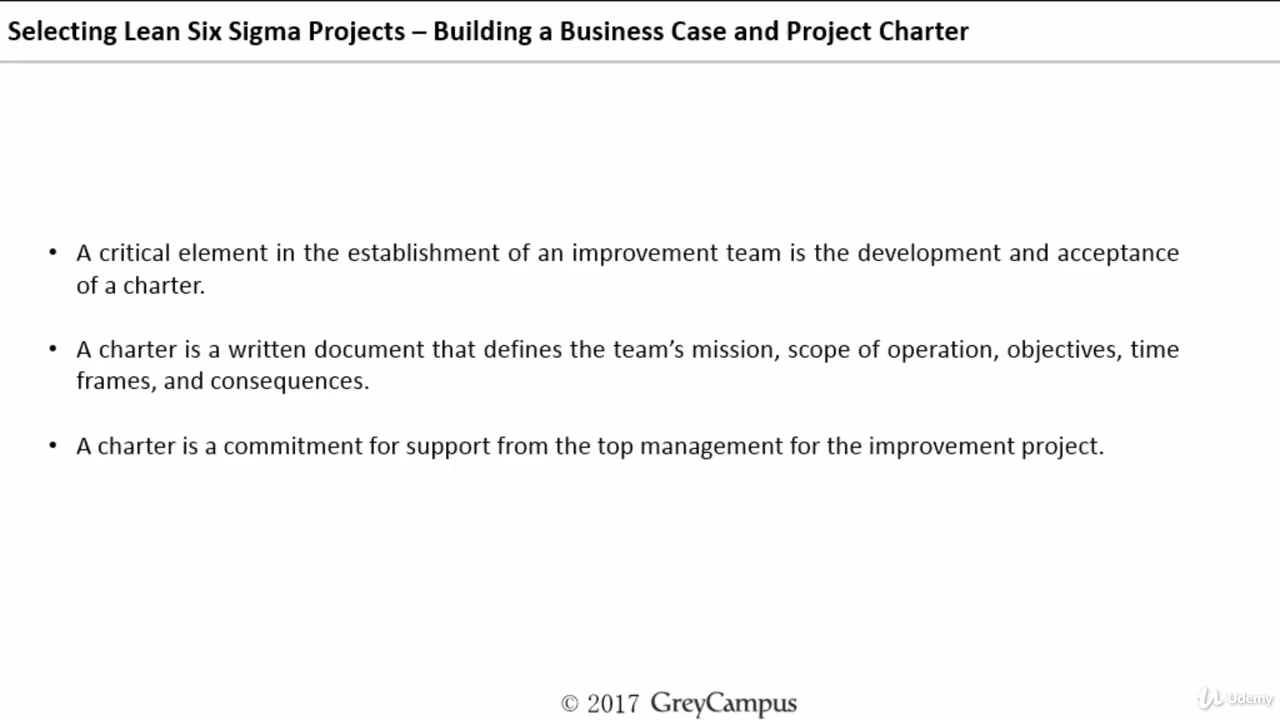 Selecting Lean Six Sigma Projects – Building a Business Case and Project Charter
• A critical element in the establishment of an improvement team is the development and acceptance
of a charter.
• A charter is a written document that defines the team’s mission, scope of operation, objectives, time
frames, and consequences.
• A charter is a commitment for support from the top management for the improvement project.
© 2017 GreyCampus
Udemy